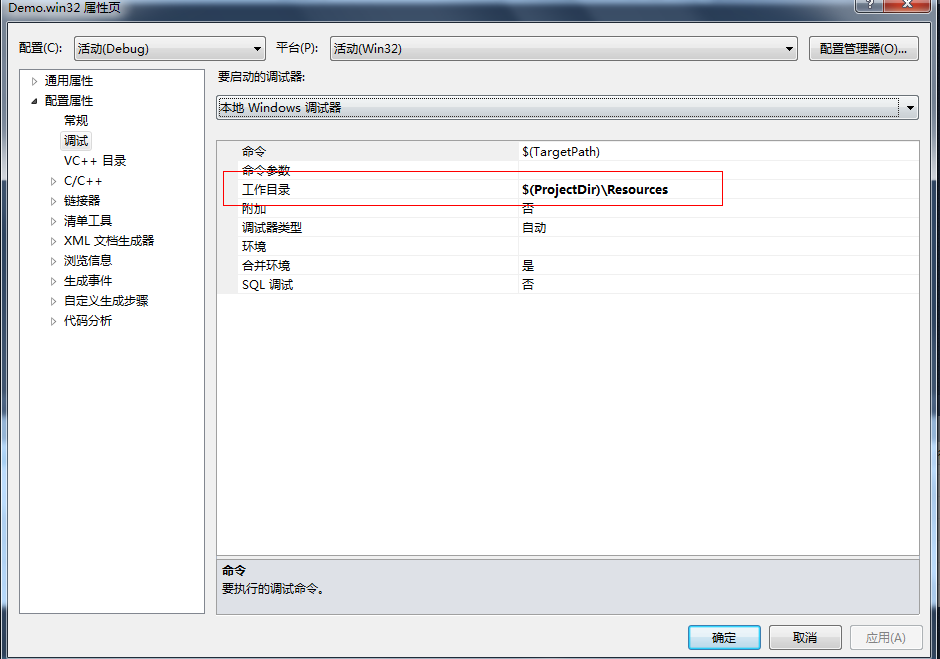 Demo.win32 属性页
配置(C): 活动(Debug) 平台(P): 活动(Win32) 配置管理器(O)...
通用属性
配置属性
常规
调试
VC++ 目录
C/C++
链接器
清单工具
XML 文档生成器
浏览信息
生成事件
自定义生成步骤
代码分析
要启动的调试器:
本地 Windows 调试器
命令 $(TargetPath)
命令参数
工作目录 $(ProjectDir)\Resources
附加 否
调试器类型 自动
环境
合并环境 是
SQL 调试 否
命令
要执行的调试命令。
确定 取消 应用(A)